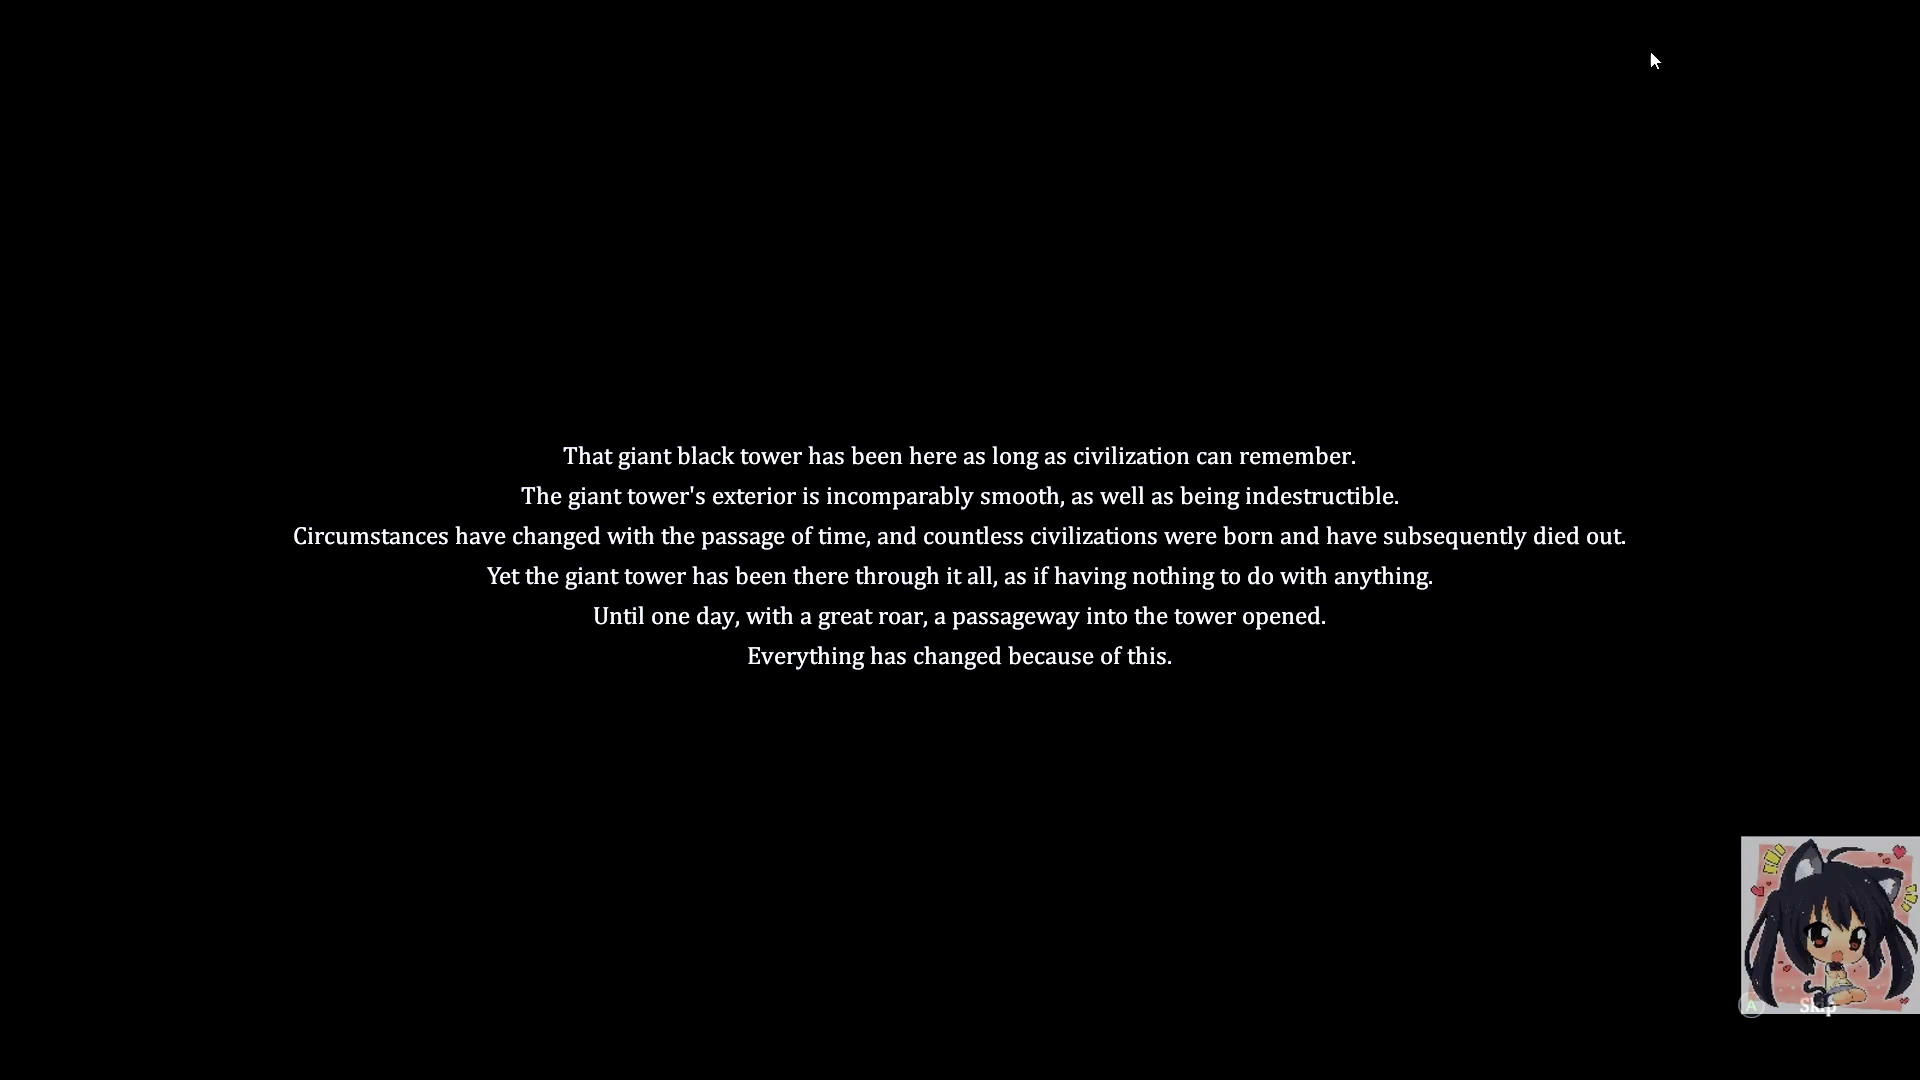 That giant black tower has been here as long as civilization can remember.
The giant tower's exterior is incomparably smooth, as well as being indestructible.
Circumstances have changed with the passage of time, and countless civilizations were born and have subsequently died out.
Yet the giant tower has been there through it all, as if having nothing to do with anything.
Until one day, with a great roar, a passageway into the tower opened.
Everything has changed because of this.
A Skip